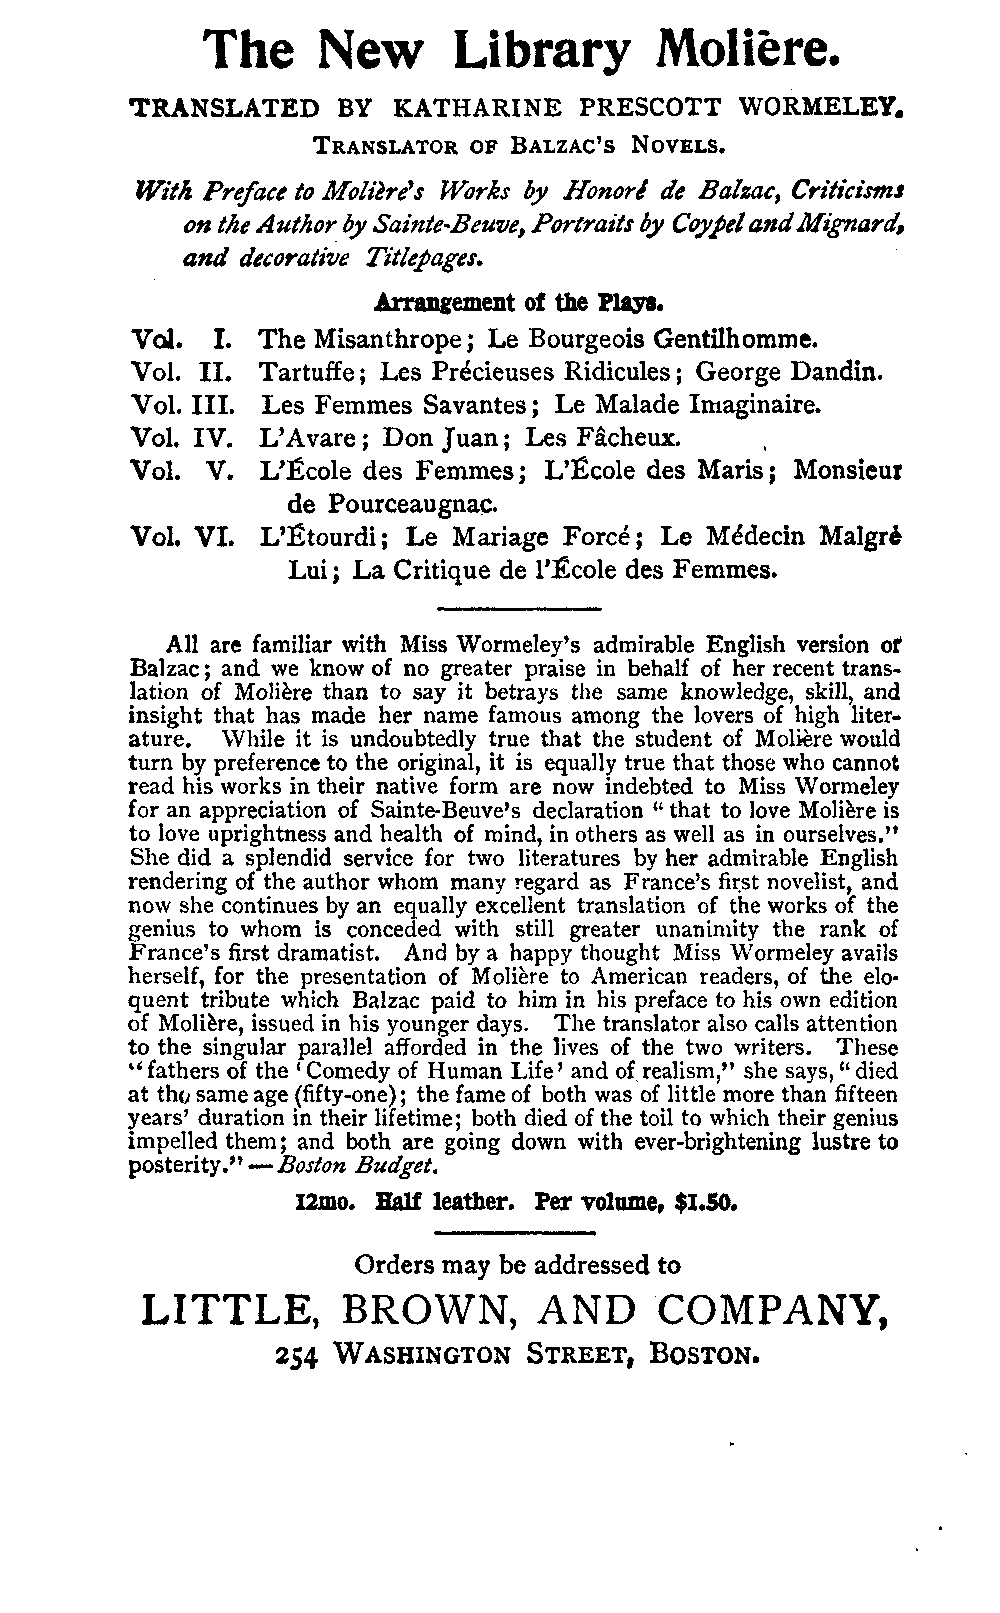 The New Library Molière.
TRANSLATED BY KATHARINE PRESCOTT WORMELEY.
TRANSLATOR OF BALZAC'S NOVELS.
With Preface to Molière's Works by Honoré de Balzac, Criticisms
on the Author by Sainte-Beuve, Portraits by Coypel and Mignard,
and decorative Titlepages.
Arrangement of the Plays.
Vol. I. The Misanthrope; Le Bourgeois Gentilhomme.
Vol. II. Tartuffe; Les Précieuses Ridicules; George Dandin.
Vol. III. Les Femmes Savantes; Le Malade Imaginaire.
Vol. IV. L'Avare; Don Juan; Les Fâcheux.
Vol. V. L'École des Femmes; L'École des Maris; Monsieur
de Pourceaugnac.
Vol. VI. L'Étourdi; Le Mariage Forcé; Le Médecin Malgré
Lui; La Critique de l'École des Femmes.
All are familiar with Miss Wormeley's admirable English version of
Balzac; and we know of no greater praise in behalf of her recent trans-
lation of Molière than to say it betrays the same knowledge, skill, and
insight that has made her name famous among the lovers of high liter-
ature. While it is undoubtedly true that the student of Molière would
turn by preference to the original, it is equally true that those who cannot
read his works in their native form are now indebted to Miss Wormeley
for an appreciation of Sainte-Beuve's declaration "that to love Molière is
to love uprightness and health of mind, in others as well as in ourselves."
She did a splendid service for two literatures by her admirable English
rendering of the author whom many regard as France's first novelist, and
now she continues by an equally excellent translation of the works of the
genius to whom is conceded with still greater unanimity the rank of
France's first dramatist. And by a happy thought Miss Wormeley avails
herself, for the presentation of Molière to American readers, of the elo-
quent tribute which Balzac paid to him in his preface to his own edition
of Molière, issued in his younger days. The translator also calls attention
to the singular parallel afforded in the lives of the two writers. These
"fathers of the 'Comedy of Human Life' and of realism," she says, "died
at the same age (fifty-one); the fame of both was of little more than fifteen
years' duration in their lifetime; both died of the toil to which their genius
impelled them; and both are going down with ever-brightening lustre to
posterity." — Boston Budget.
12mo. Half leather. Per volume, $1.50.
Orders may be addressed to
LITTLE, BROWN, AND COMPANY,
254 WASHINGTON STREET, BOSTON.